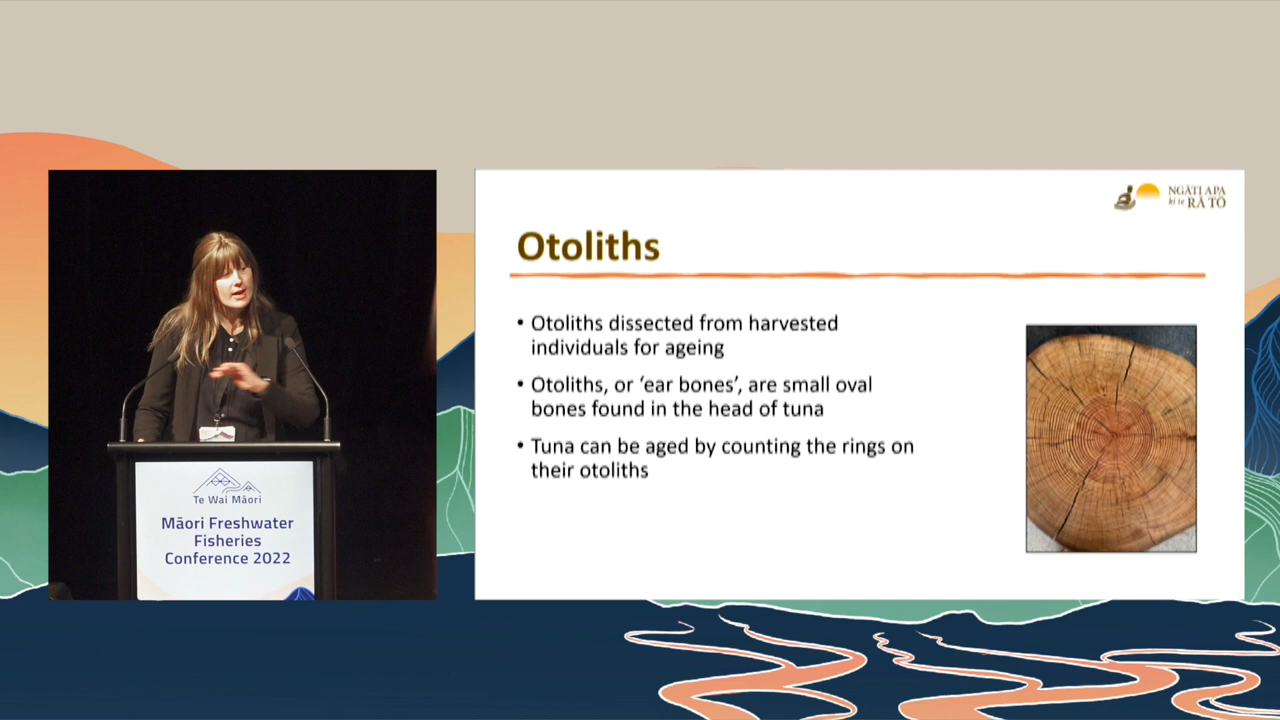 Te Wai Māori
Māori Freshwater
Fisheries
Conference 2022
NGĀTI APA
ki te RĀ TŌ
Otoliths
• Otoliths dissected from harvested
individuals for ageing
• Otoliths, or ‘ear bones’, are small oval
bones found in the head of tuna
• Tuna can be aged by counting the rings on
their otoliths